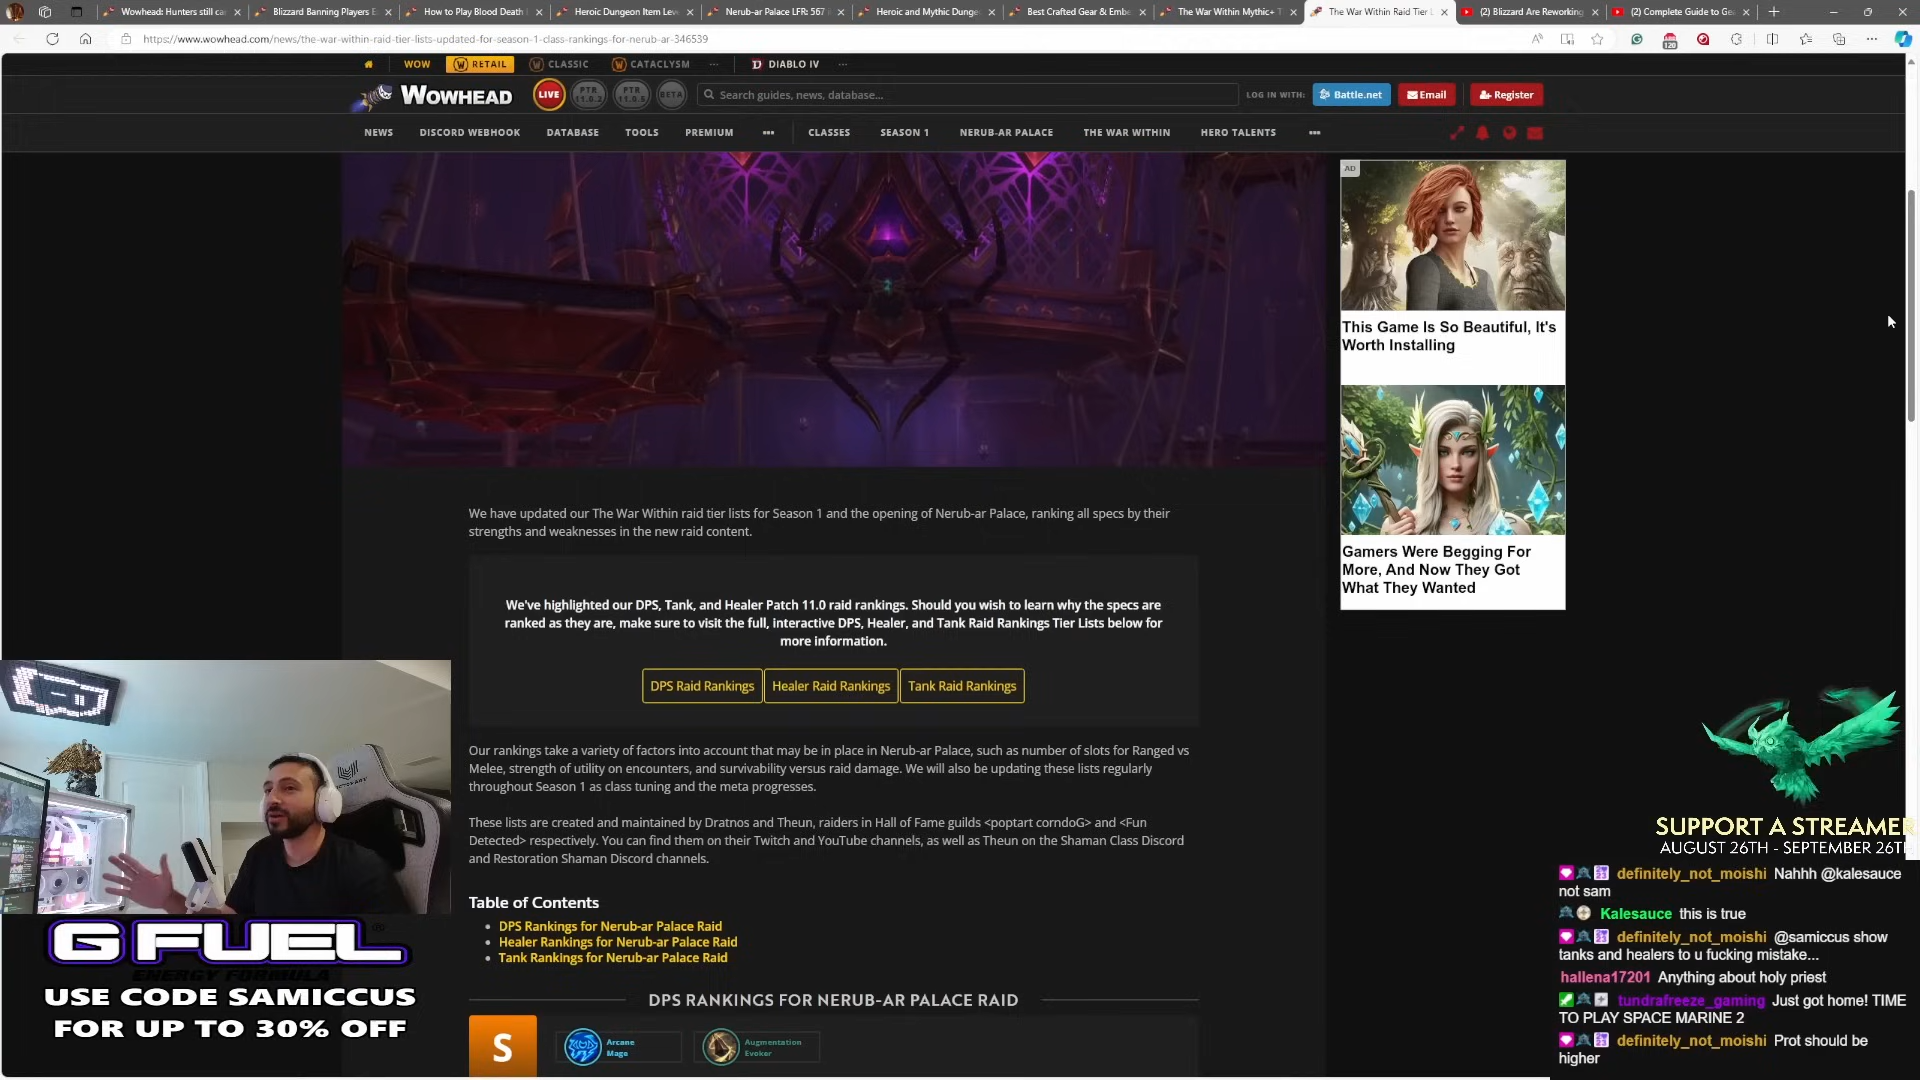 Wowhead: Hunters still ca
Blizzard Banning Players E
How to Play Blood Death
Heroic Dungeon Item Leve
Nerub-ar Palace LFR: 567
Heroic and Mythic Dunge
Best Crafted Gear & Embe
The War Within Mythic+ T
The War Within Raid Tier L
(2) Blizzard Are Reworking
(2) Complete Guide to Ge
https://www.wowhead.com/news/the-war-within-raid-tier-lists-updated-for-season-1-class-rankings-for-nerub-ar-346539
120
WOW
RETAIL
CLASSIC
CATACLYSM
DIABLO IV
WOWHEAD
LIVE
PTR 11.0.2
PTR 11.0.5
BETA
Search guides, news, database...
LOG IN WITH:
Battle.net
Email
Register
NEWS
DISCORD WEBHOOK
DATABASE
TOOLS
PREMIUM
CLASSES
SEASON 1
NERUB-AR PALACE
THE WAR WITHIN
HERO TALENTS
AD
This Game Is So Beautiful, It's
Worth Installing
Gamers Were Begging For
More, And Now They Got
What They Wanted
We have updated our The War Within raid tier lists for Season 1 and the opening of Nerub-ar Palace, ranking all specs by their
strengths and weaknesses in the new raid content.
We've highlighted our DPS, Tank, and Healer Patch 11.0 raid rankings. Should you wish to learn why the specs are
ranked as they are, make sure to visit the full, interactive DPS, Healer, and Tank Raid Rankings Tier Lists below for
more information.
DPS Raid Rankings
Healer Raid Rankings
Tank Raid Rankings
Our rankings take a variety of factors into account that may be in place in Nerub-ar Palace, such as number of slots for Ranged vs
Melee, strength of utility on encounters, and survivability versus raid damage. We will also be updating these lists regularly
throughout Season 1 as class tuning and the meta progresses.
These lists are created and maintained by Dratnos and Theun, raiders in Hall of Fame guilds <poptart corndoG> and <Fun
Detected> respectively. You can find them on their Twitch and YouTube channels, as well as Theun on the Shaman Class Discord
and Restoration Shaman Discord channels.
Table of Contents
DPS Rankings for Nerub-ar Palace Raid
Healer Rankings for Nerub-ar Palace Raid
Tank Rankings for Nerub-ar Palace Raid
DPS RANKINGS FOR NERUB-AR PALACE RAID
S
Arcane
Mage
Augmentation
Evoker
G FUEL
ENERGY FORMULA
USE CODE SAMICCUS
FOR UP TO 30% OFF
SUPPORT A STREAMER
AUGUST 26TH - SEPTEMBER 26TH
definitely_not_moishi Nahhh @kalesauce
not sam
Kalesauce this is true
definitely_not_moishi @samiccus show
tanks and healers to u fucking mistake...
hallena17201 Anything about holy priest
tundrafreeze_gaming Just got home! TIME
TO PLAY SPACE MARINE 2
definitely_not_moishi Prot should be
higher